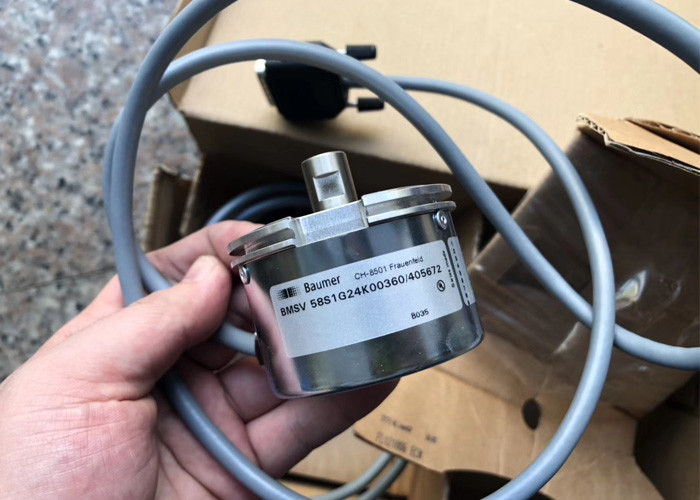 Baumer CH-8501 Frauenfeld
BMSV 58S1G24K00360/405672
B035